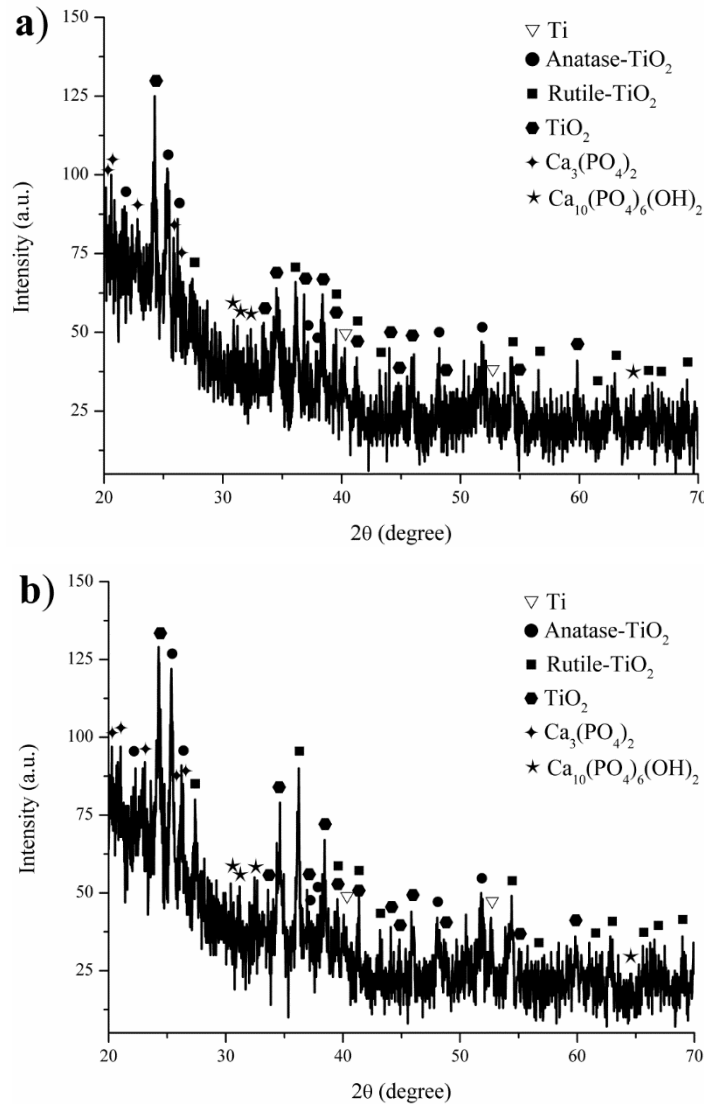 a)
150
125
100
75
50
25
Intensity (a.u.)
Ti
Anatase-TiO₂
Rutile-TiO₂
TiO₂
Ca₃(PO₄)₂
Ca₁₀(PO₄)₆(OH)₂
20 30 40 50 60 70
2θ (degree)
b)
150
125
100
75
50
25
Intensity (a.u.)
Ti
Anatase-TiO₂
Rutile-TiO₂
TiO₂
Ca₃(PO₄)₂
Ca₁₀(PO₄)₆(OH)₂
20 30 40 50 60 70
2θ (degree)